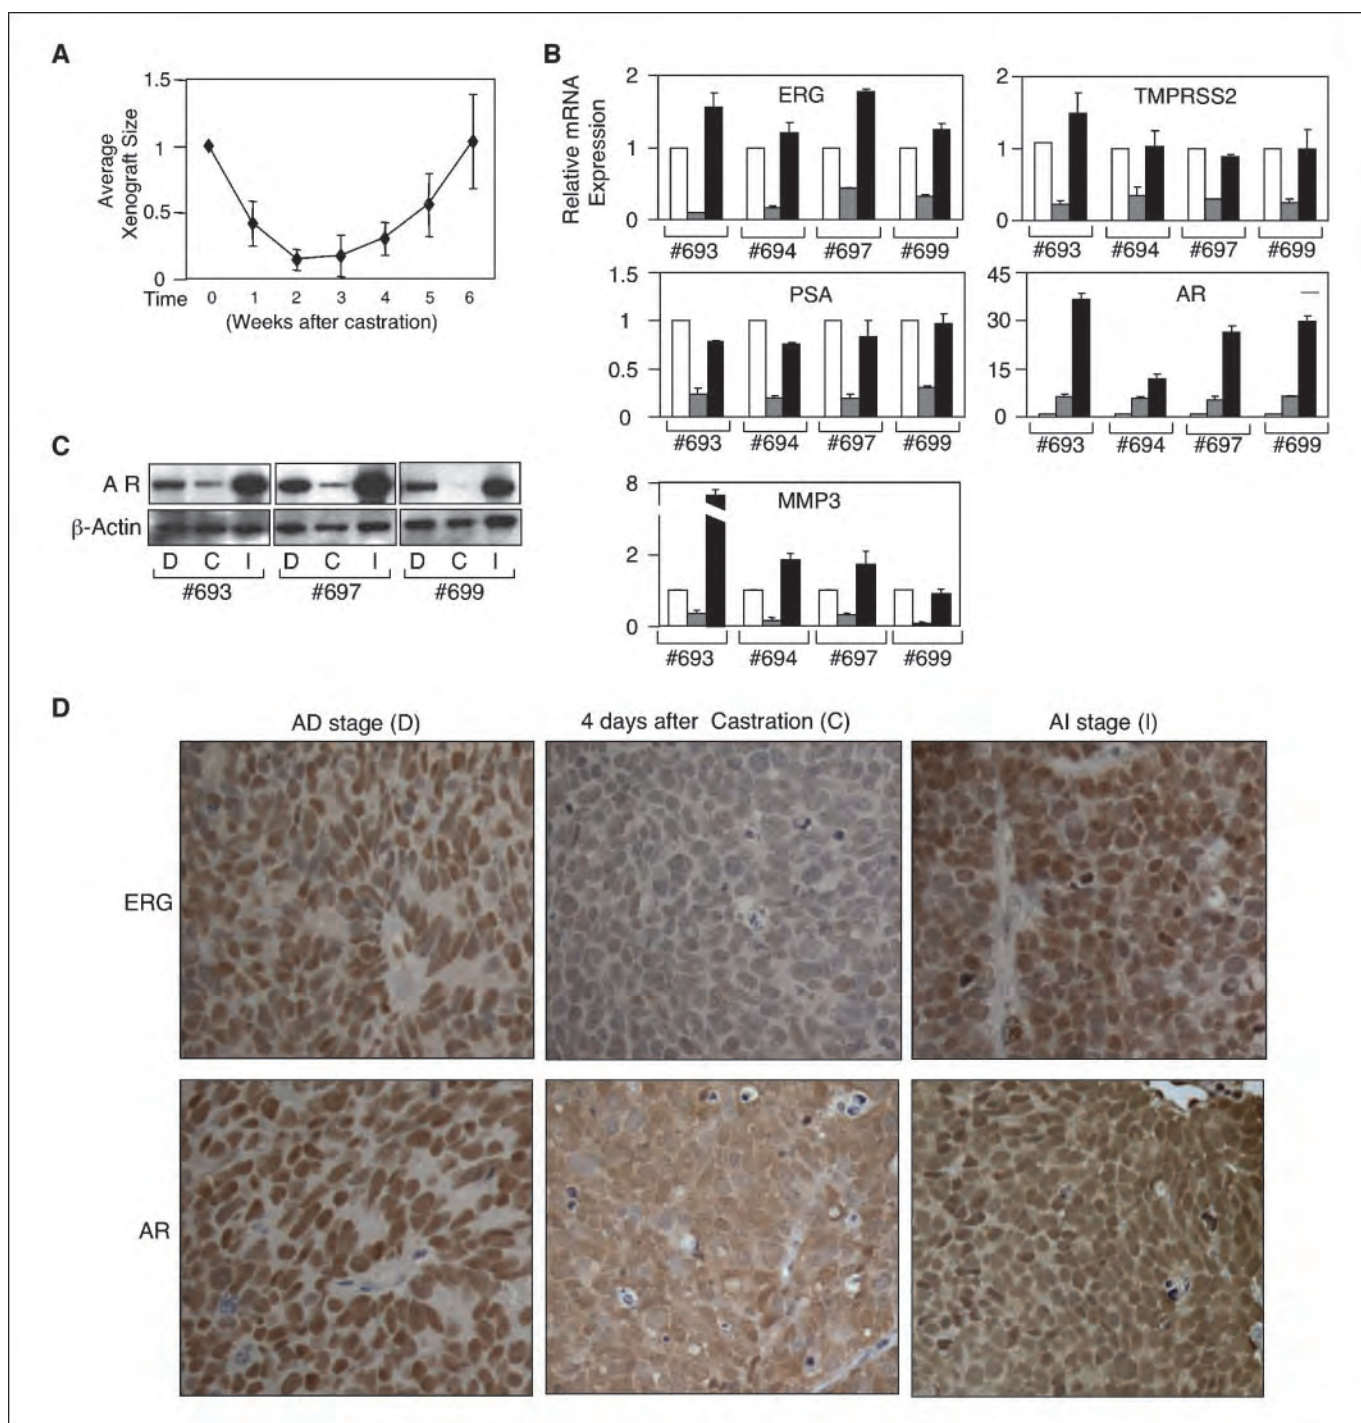 A
1.5
1
0.5
0
Average
Xenograft Size
Time 0 1 2 3 4 5 6
(Weeks after castration)
B
Relative mRNA
Expression
2
1
0
ERG
#693 #694 #697 #699
2
1
0
TMPRSS2
#693 #694 #697 #699
1.5
1
0.5
0
PSA
#693 #694 #697 #699
45
30
15
0
AR
#693 #694 #697 #699
8
2
0
MMP3
#693 #694 #697 #699
C
A R
β-Actin
D C I D C I D C I
#693 #697 #699
D
AD stage (D) 4 days after Castration (C) AI stage (I)
ERG
AR